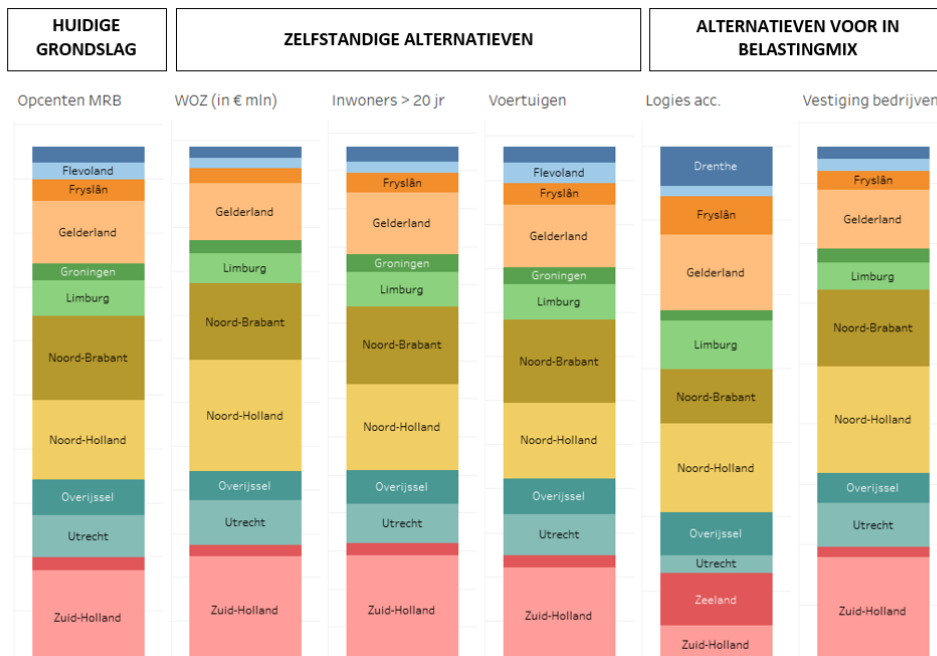 HUIDIGE
GRONDSLAG
ZELFSTANDIGE ALTERNATIEVEN
ALTERNATIEVEN VOOR IN
BELASTINGMIX
Opcenten MRB
WOZ (in € mln)
Inwoners > 20 jr
Voertuigen
Logies acc.
Vestiging bedrijven
Flevoland
Fryslân
Gelderland
Groningen
Limburg
Noord-Brabant
Noord-Holland
Overijssel
Utrecht
Zuid-Holland
Gelderland
Limburg
Noord-Brabant
Noord-Holland
Overijssel
Utrecht
Zuid-Holland
Fryslân
Gelderland
Groningen
Limburg
Noord-Brabant
Noord-Holland
Overijssel
Utrecht
Zuid-Holland
Flevoland
Fryslân
Gelderland
Groningen
Limburg
Noord-Brabant
Noord-Holland
Overijssel
Utrecht
Zuid-Holland
Drenthe
Fryslân
Gelderland
Limburg
Noord-Brabant
Noord-Holland
Overijssel
Utrecht
Zeeland
Zuid-Holland
Fryslân
Gelderland
Limburg
Noord-Brabant
Noord-Holland
Overijssel
Utrecht
Zuid-Holland